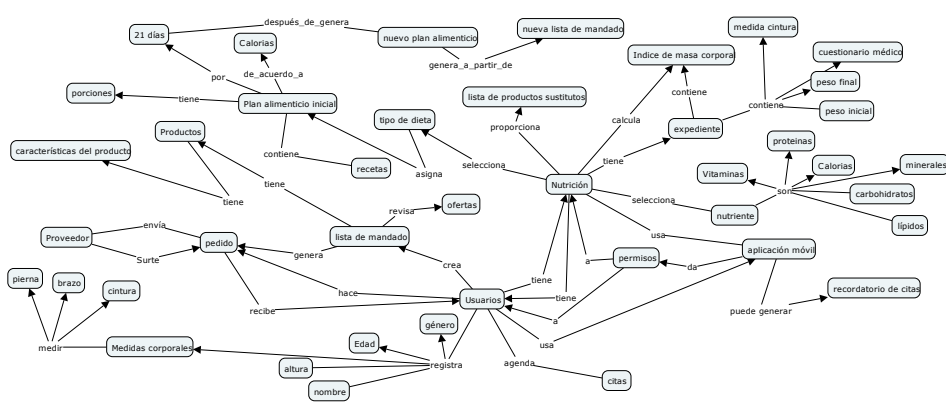 después_de_genera
nueva lista de mandado
medida cintura
21 días
nuevo plan alimenticio
Calorias
cuestionario médico
Indice de masa corporal
genera_a_partir_de
por
de_acuerdo_a
peso final
porciones
tiene
Plan alimenticio inicial
lista de productos sustitutos
contiene
contiene
peso inicial
tipo de dieta
calcula
Productos
proporciona
expediente
proteinas
características del producto
contiene
recetas
asigna
selecciona
tiene
Vitaminas
Calorias
minerales
tiene
Nutrición
son
carbohidratos
tiene
ofertas
revisa
selecciona
nutriente
lípidos
envía
Proveedor
pedido
lista de mandado
usa
aplicación móvil
Surte
genera
crea
a
permisos
da
pierna
brazo
cintura
tiene
hace
Usuarios
tiene
recordatorio de citas
recibe
a
puede generar
género
medir
Medidas corporales
Edad
usa
altura
registra
agenda
nombre
citas